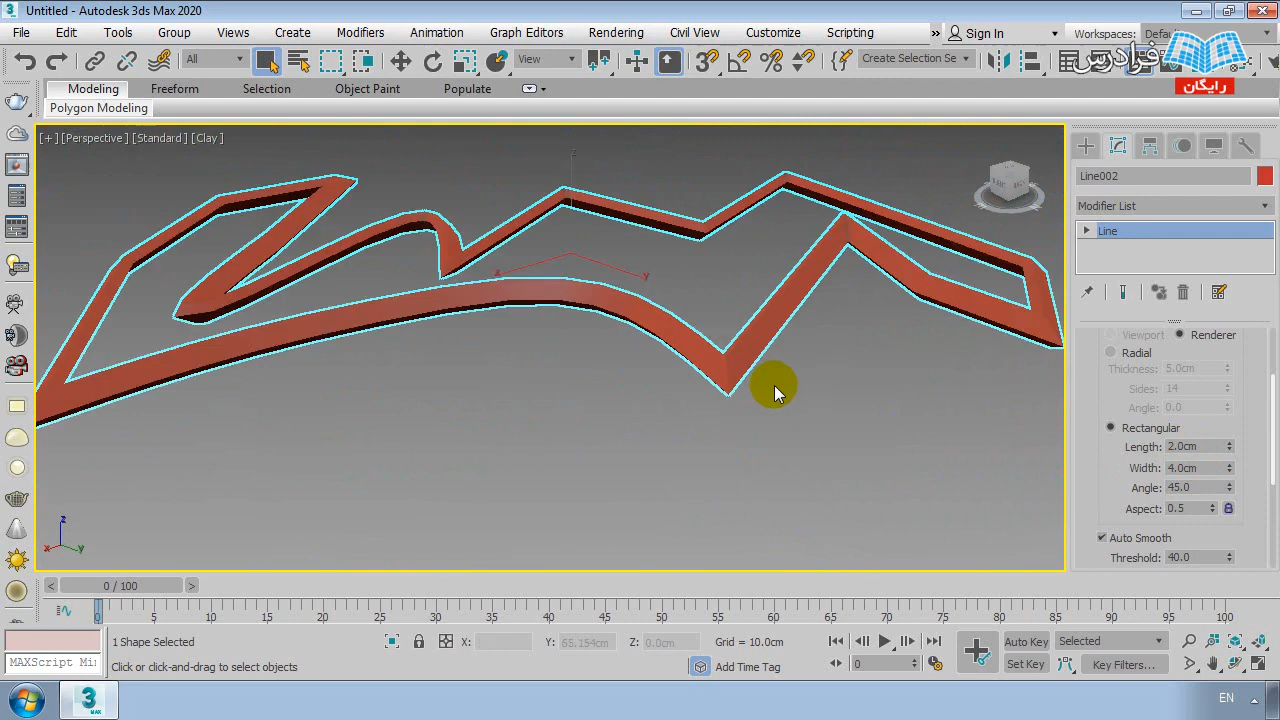 Untitled - Autodesk 3ds Max 2020
File Edit Tools Group Views Create Modifiers Animation Graph Editors Rendering Civil View Customize Scripting » Sign In Workspaces:
All View Create Selection Se
فرادرس
رایگان
Modeling Freeform Selection Object Paint Populate
Polygon Modeling
[+] [Perspective] [Standard] [Clay]
Line002
Modifier List
Line
Viewport Renderer
Radial
Thickness: 5.0cm
Sides: 14
Angle: 0.0
Rectangular
Length: 2.0cm
Width: 4.0cm
Angle: 45.0
Aspect: 0.5
Auto Smooth
Threshold: 40.0
z
x y
z
x y
< 0 / 100 >
0 5 10 15 20 25 30 35 40 45 50 55 60 65 70 75 80 85 90 95 100
1 Shape Selected X: Y: 65.154cm Z: 0.0cm Grid = 10.0cm Auto Key Selected
MAXScript Mi Click or click-and-drag to select objects Add Time Tag 0 Set Key Key Filters...
3 MAX EN